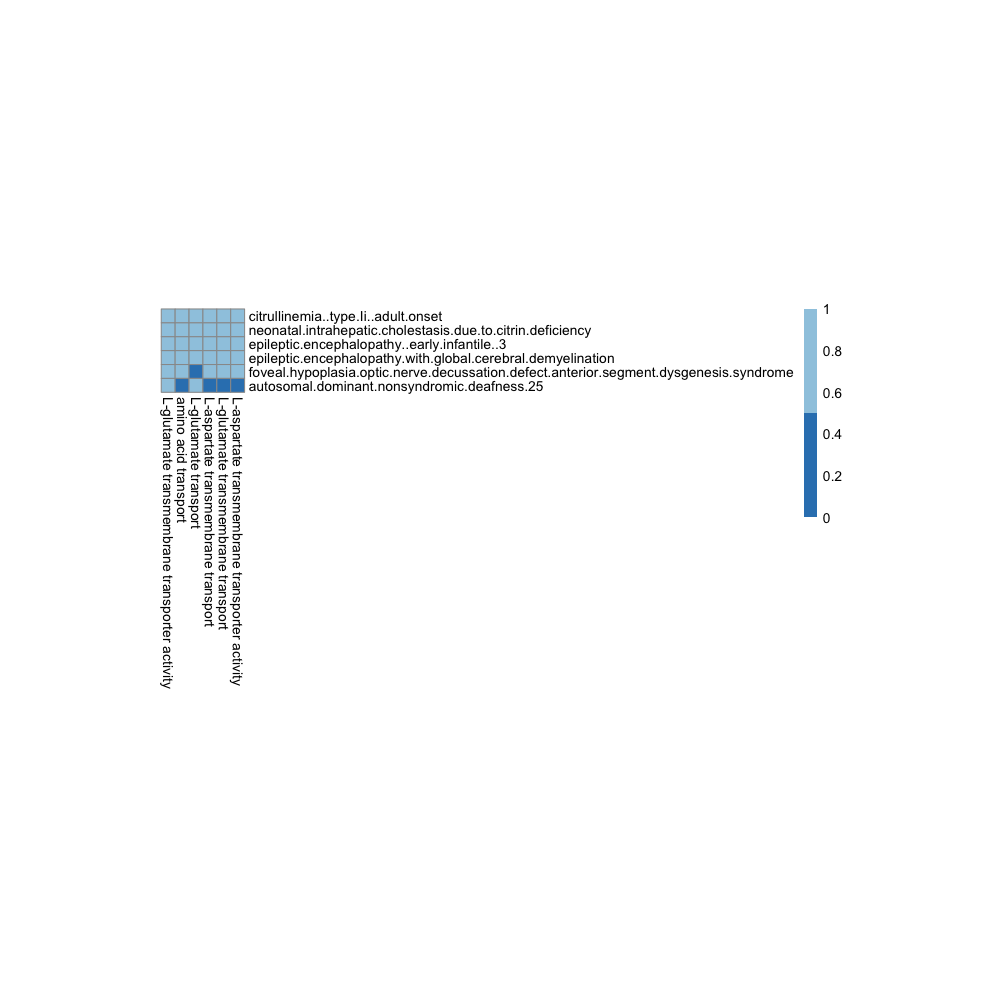 citrullinemia..type.Ii..adult.onset
neonatal.intrahepatic.cholestasis.due.to.citrin.deficiency
epileptic.encephalopathy..early.infantile..3
epileptic.encephalopathy.with.global.cerebral.demyelination
foveal.hypoplasia.optic.nerve.decussation.defect.anterior.segment.dysgenesis.syndrome
autosomal.dominant.nonsyndromic.deafness.25
L-glutamate transmembrane transporter activity
amino acid transport
L-glutamate transport
L-aspartate transmembrane transport
L-glutamate transmembrane transport
L-aspartate transmembrane transporter activity
1
0.8
0.6
0.4
0.2
0